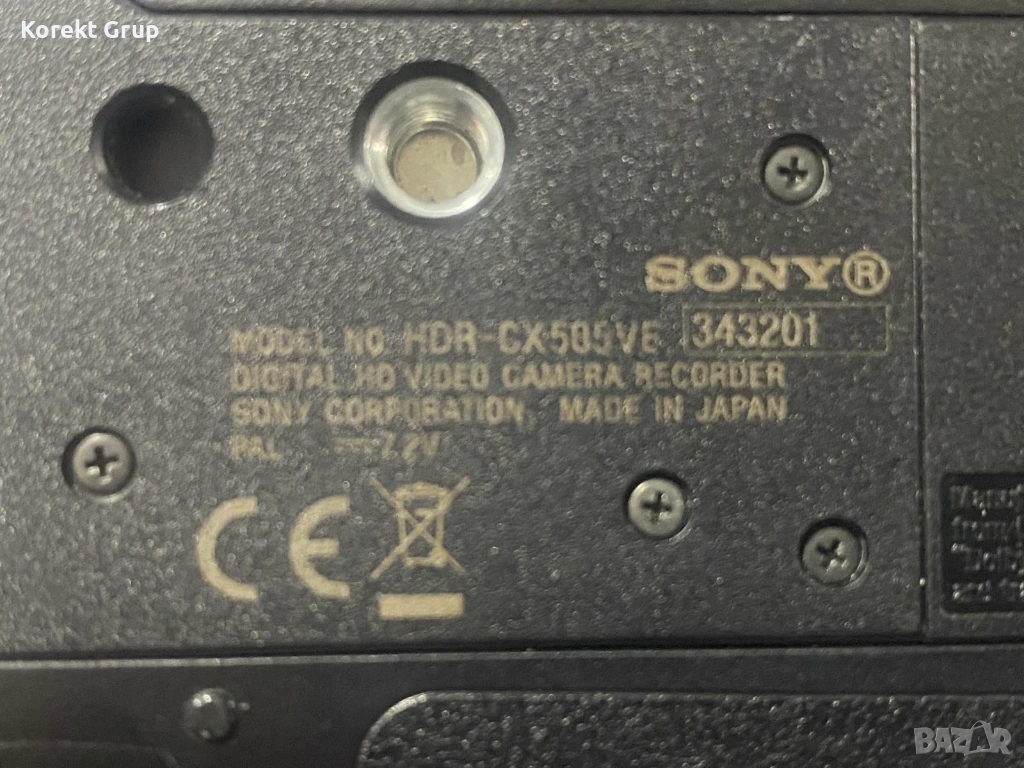 Korekt Grup
SONY®
MODEL NO. HDR-CX505VE 343201
DIGITAL HD VIDEO CAMERA RECORDER
SONY CORPORATION MADE IN JAPAN
PAL ⎓ 7.2V
CE
BAZAR